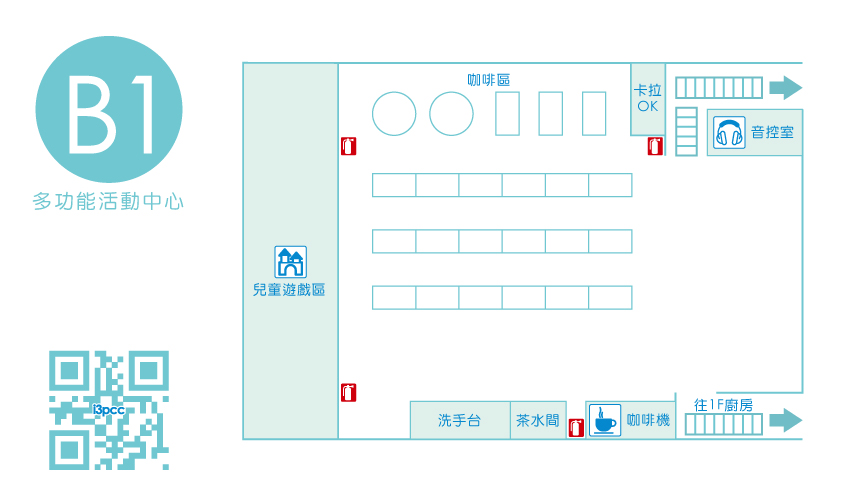 B1
多功能活動中心
i3pcc
咖啡區
卡拉
OK
音控室
兒童遊戲區
洗手台
茶水間
咖啡機
往1F廚房